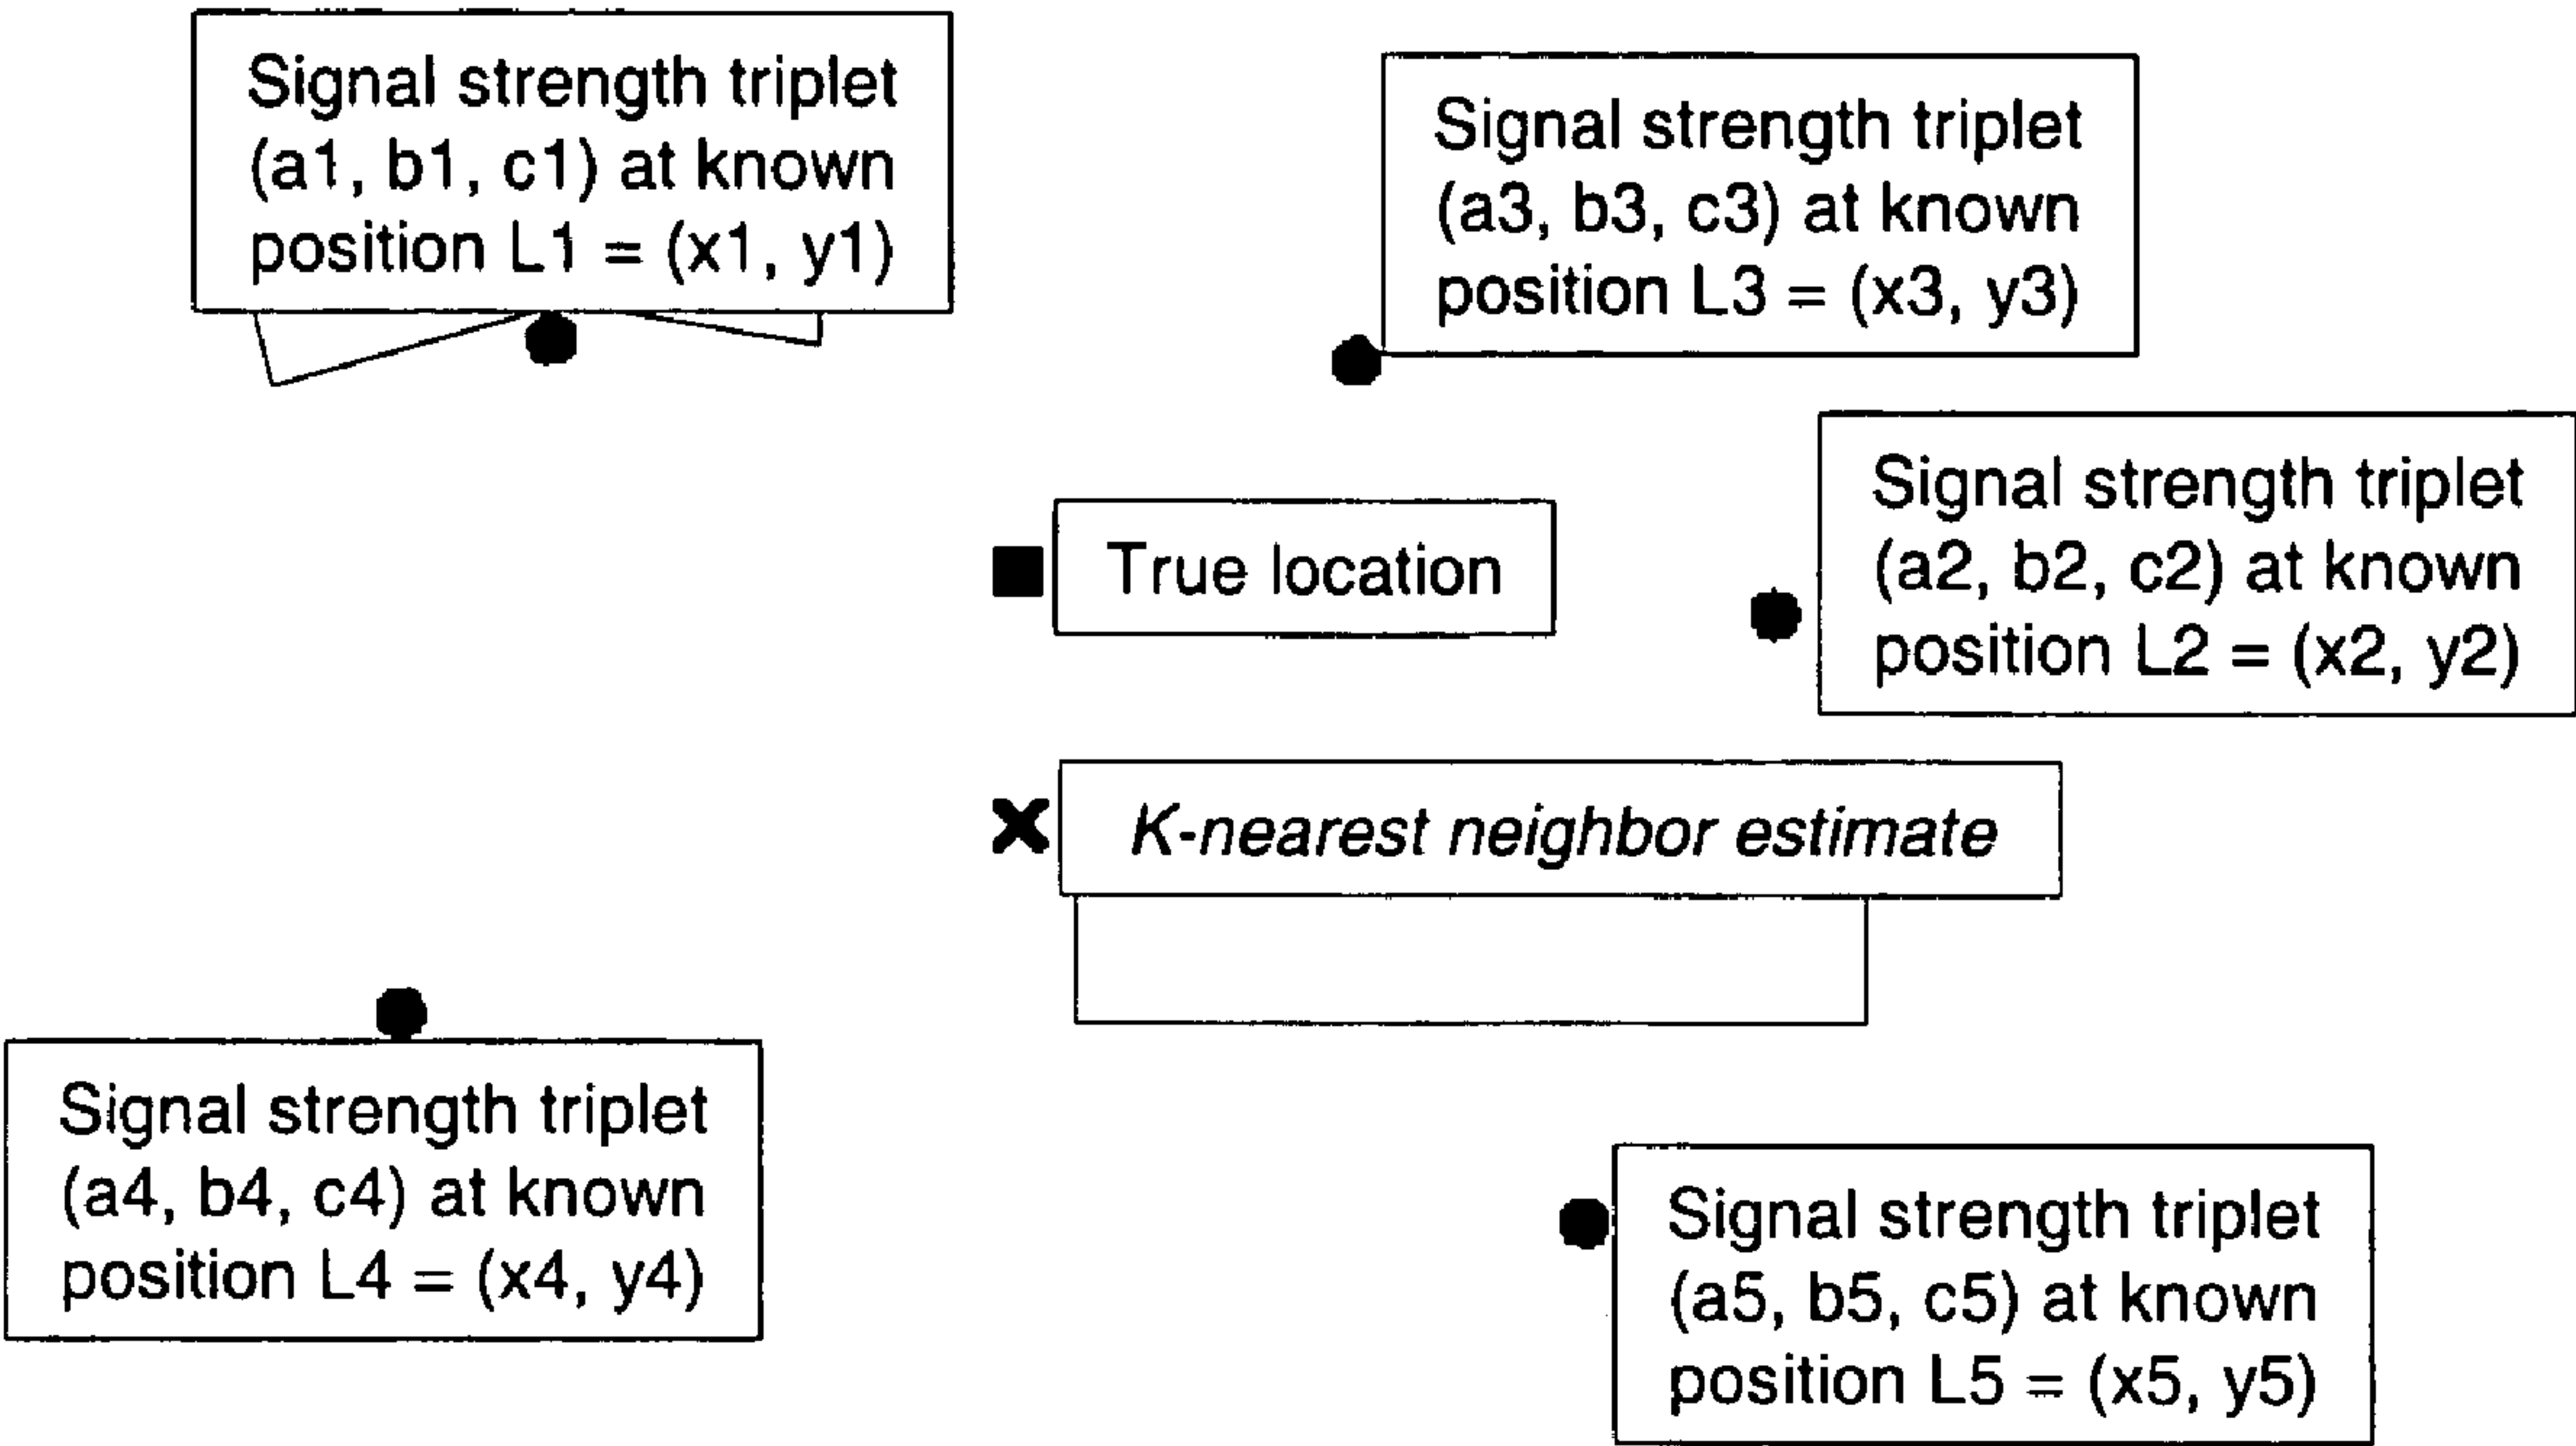 Signal strength triplet
(a1, b1, c1) at known
position L1 = (x1, y1)
Signal strength triplet
(a3, b3, c3) at known
position L3 = (x3, y3)
Signal strength triplet
(a2, b2, c2) at known
position L2 = (x2, y2)
True location
K-nearest neighbor estimate
Signal strength triplet
(a4, b4, c4) at known
position L4 = (x4, y4)
Signal strength triplet
(a5, b5, c5) at known
position L5 = (x5, y5)